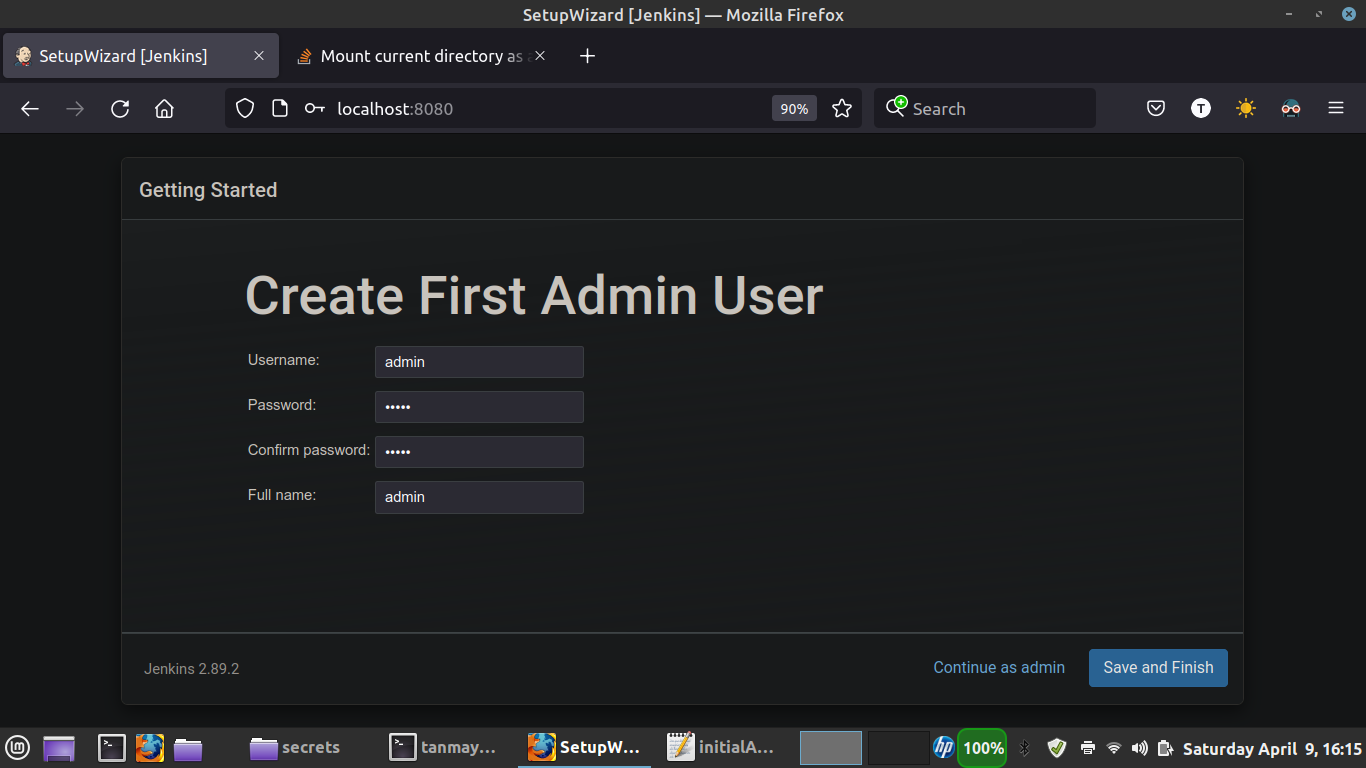 SetupWizard [Jenkins] — Mozilla Firefox
SetupWizard [Jenkins]
Mount current directory as
localhost:8080
90%
Search
T
Getting Started
Create First Admin User
Username:
admin
Password:
•••••
Confirm password:
•••••
Full name:
admin
Jenkins 2.89.2
Continue as admin
Save and Finish
secrets
tanmay...
SetupW...
initialA...
hp
100%
Saturday April 9, 16:15